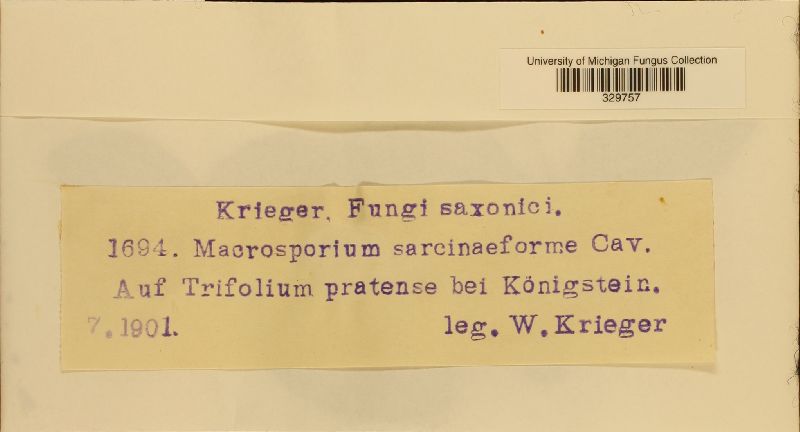 University of Michigan Fungus Collection
329757
Krieger, Fungi saxonici.
1694. Macrosporium sarcinaeforme Cav.
Auf Trifolium pratense bei Königstein.
7.1901. leg. W. Krieger